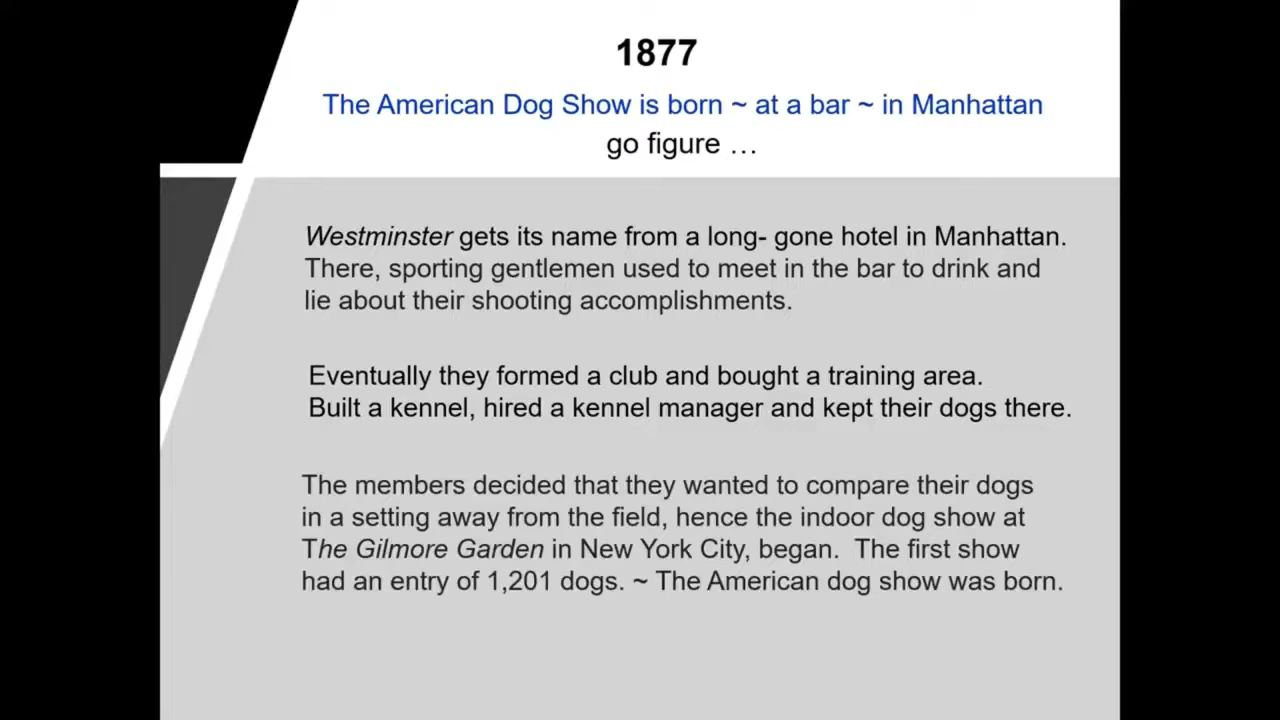 1877
The American Dog Show is born ~ at a bar ~ in Manhattan
go figure …
Westminster gets its name from a long- gone hotel in Manhattan.
There, sporting gentlemen used to meet in the bar to drink and
lie about their shooting accomplishments.
Eventually they formed a club and bought a training area.
Built a kennel, hired a kennel manager and kept their dogs there.
The members decided that they wanted to compare their dogs
in a setting away from the field, hence the indoor dog show at
The Gilmore Garden in New York City, began.  The first show
had an entry of 1,201 dogs. ~ The American dog show was born.